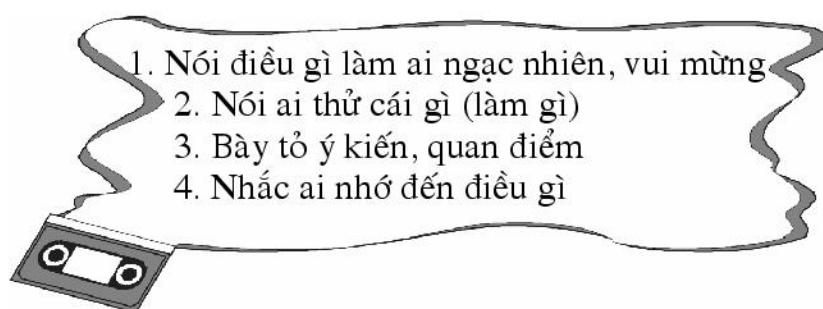 1. Nói điều gì làm ai ngạc nhiên, vui mừng
2. Nói ai thử cái gì (làm gì)
3. Bày tỏ ý kiến, quan điểm
4. Nhắc ai nhớ đến điều gì